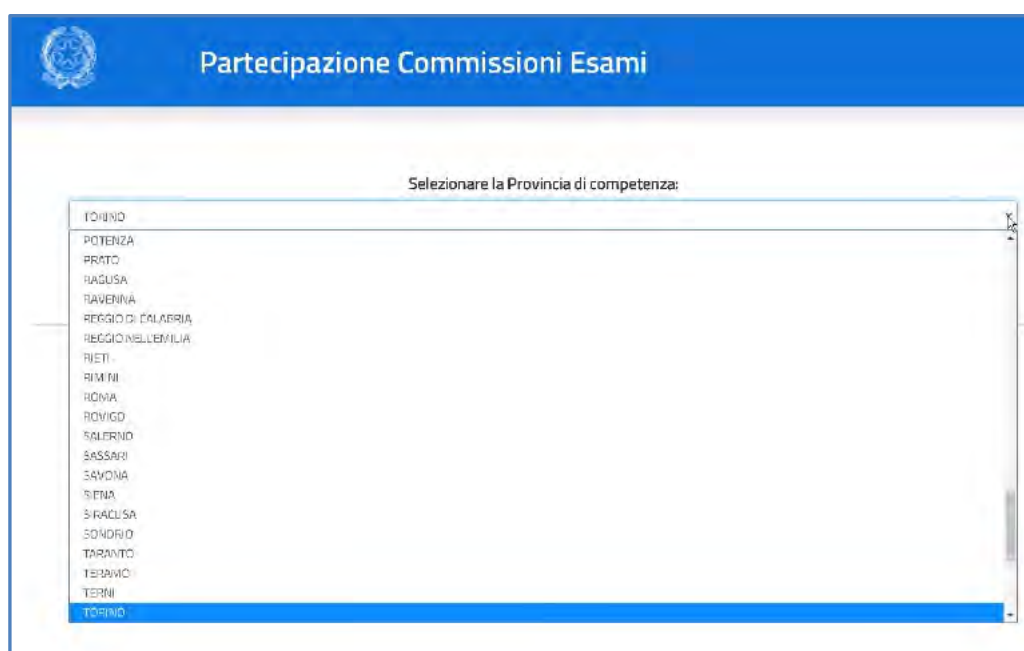 Partecipazione Commissioni Esami
Selezionare la Provincia di competenza:
TORINO
POTENZA
PRATO
RAGUSA
RAVENNA
REGGIO DI CALABRIA
REGGIO NELL'EMILIA
RIETI
RIMINI
ROMA
ROVIGO
SALERNO
SASSARI
SAVONA
SIENA
SIRACUSA
SONDRIO
TARANTO
TERAMO
TERNI
TORINO